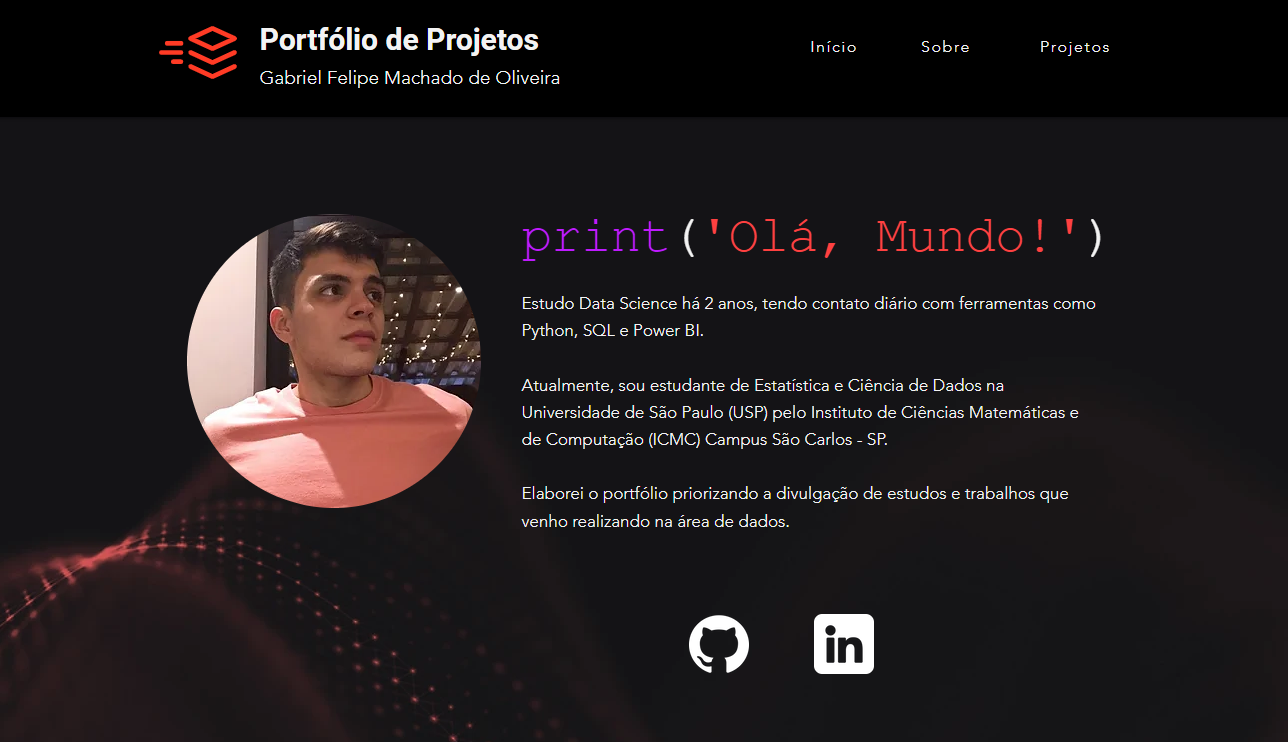 Portfólio de Projetos
Gabriel Felipe Machado de Oliveira
Início
Sobre
Projetos
print('Olá, Mundo!')
Estudo Data Science há 2 anos, tendo contato diário com ferramentas como
Python, SQL e Power BI.
Atualmente, sou estudante de Estatística e Ciência de Dados na
Universidade de São Paulo (USP) pelo Instituto de Ciências Matemáticas e
de Computação (ICMC) Campus São Carlos - SP.
Elaborei o portfólio priorizando a divulgação de estudos e trabalhos que
venho realizando na área de dados.
in